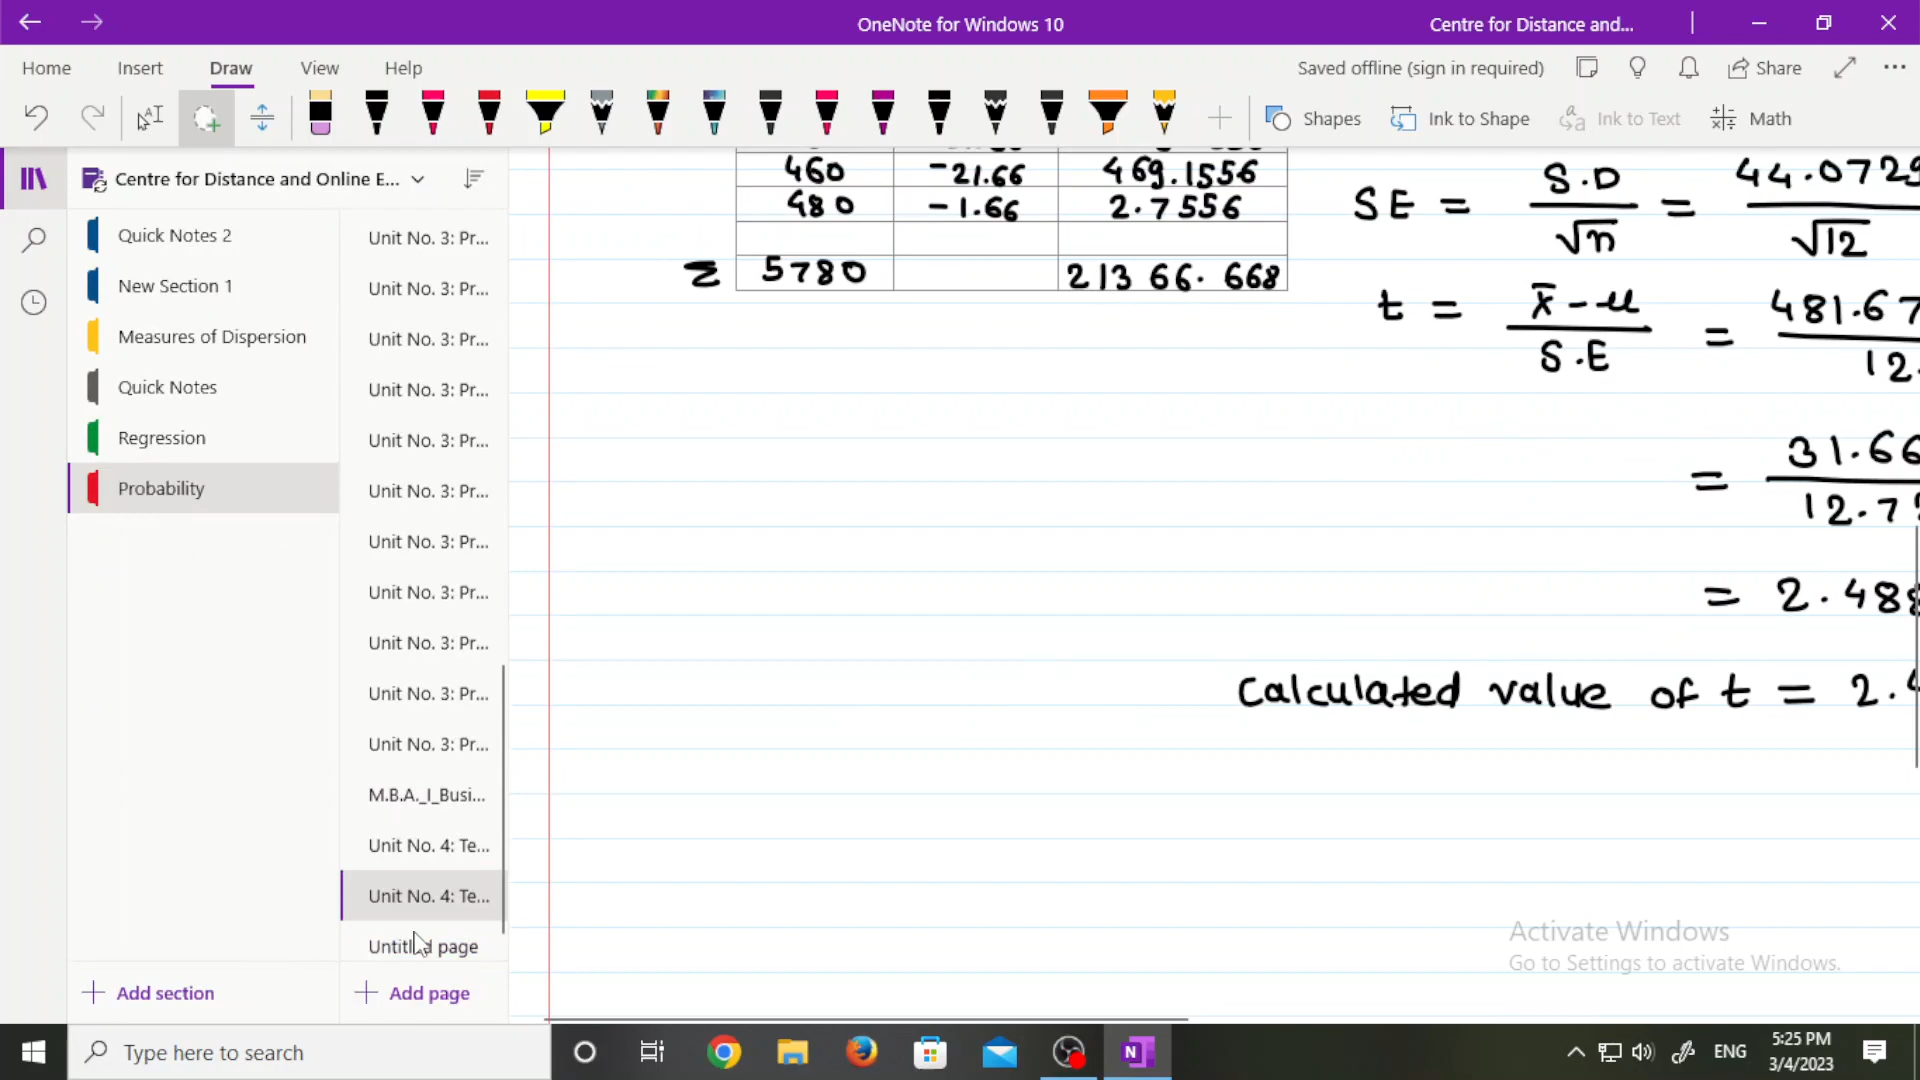 OneNote for Windows 10
Centre for Distance and...
Home Insert Draw View Help
Saved offline (sign in required)
Share
Shapes
Ink to Shape
Ink to Text
Math
Centre for Distance and Online E...
Quick Notes 2
New Section 1
Measures of Dispersion
Quick Notes
Regression
Probability
Add section
Unit No. 3: Pr...
Unit No. 3: Pr...
Unit No. 3: Pr...
Unit No. 3: Pr...
Unit No. 3: Pr...
Unit No. 3: Pr...
Unit No. 3: Pr...
Unit No. 3: Pr...
Unit No. 3: Pr...
Unit No. 3: Pr...
Unit No. 3: Pr...
M.B.A._I_Busi...
Unit No. 4: Te...
Unit No. 4: Te...
Untitled page
Add page
460 -21.66 469.1556
480 -1.66 2.7556
Σ 5780 21366.668
SE = S.D / √n = 44.0729 / √12
t = x̄ - μ / S.E = 481.67 / 12.
= 31.66 / 12.7
= 2.48
Calculated value of t = 2.4
Activate Windows
Go to Settings to activate Windows.
Type here to search
ENG
5:25 PM
3/4/2023